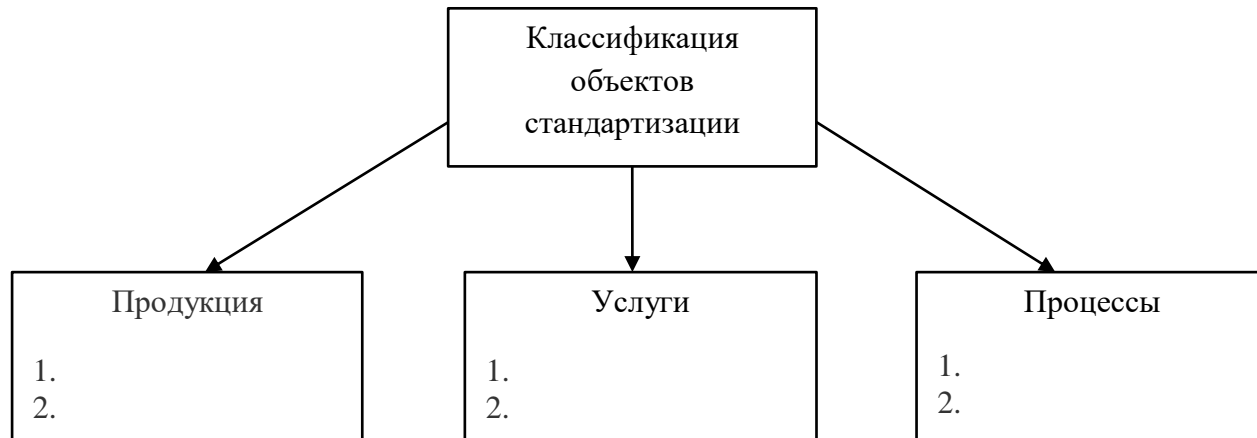 Классификация
объектов
стандартизации
Продукция
1.
2.
Услуги
1.
2.
Процессы
1.
2.